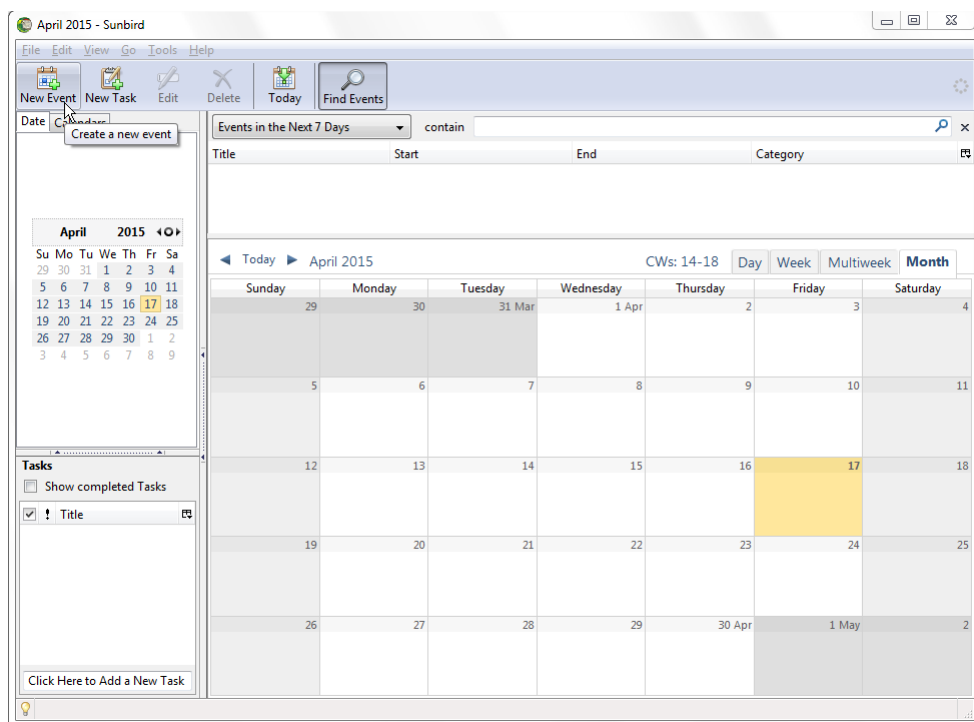 April 2015 - Sunbird
File Edit View Go Tools Help
New Event New Task Edit Delete Today Find Events
Date Calendars
Create a new event
Events in the Next 7 Days contain
Title Start End Category
April 2015
Su Mo Tu We Th Fr Sa
29 30 31 1 2 3 4
5 6 7 8 9 10 11
12 13 14 15 16 17 18
19 20 21 22 23 24 25
26 27 28 29 30 1 2
3 4 5 6 7 8 9
Tasks
Show completed Tasks
! Title
Click Here to Add a New Task
Today April 2015 CWs: 14-18 Day Week Multiweek Month
Sunday Monday Tuesday Wednesday Thursday Friday Saturday
29 30 31 Mar 1 Apr 2 3 4
5 6 7 8 9 10 11
12 13 14 15 16 17 18
19 20 21 22 23 24 25
26 27 28 29 30 Apr 1 May 2